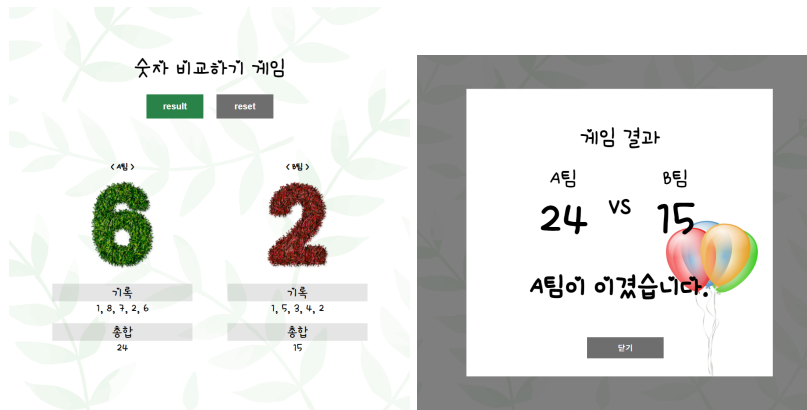 숫자 비교하기 게임
result reset
< A팀 > < B팀 >
6 2
기록 기록
1, 8, 7, 2, 6 1, 5, 3, 4, 2
총합 총합
24 15
게임 결과
A팀 B팀
24 vs 15
A팀이 이겼습니다.
닫기